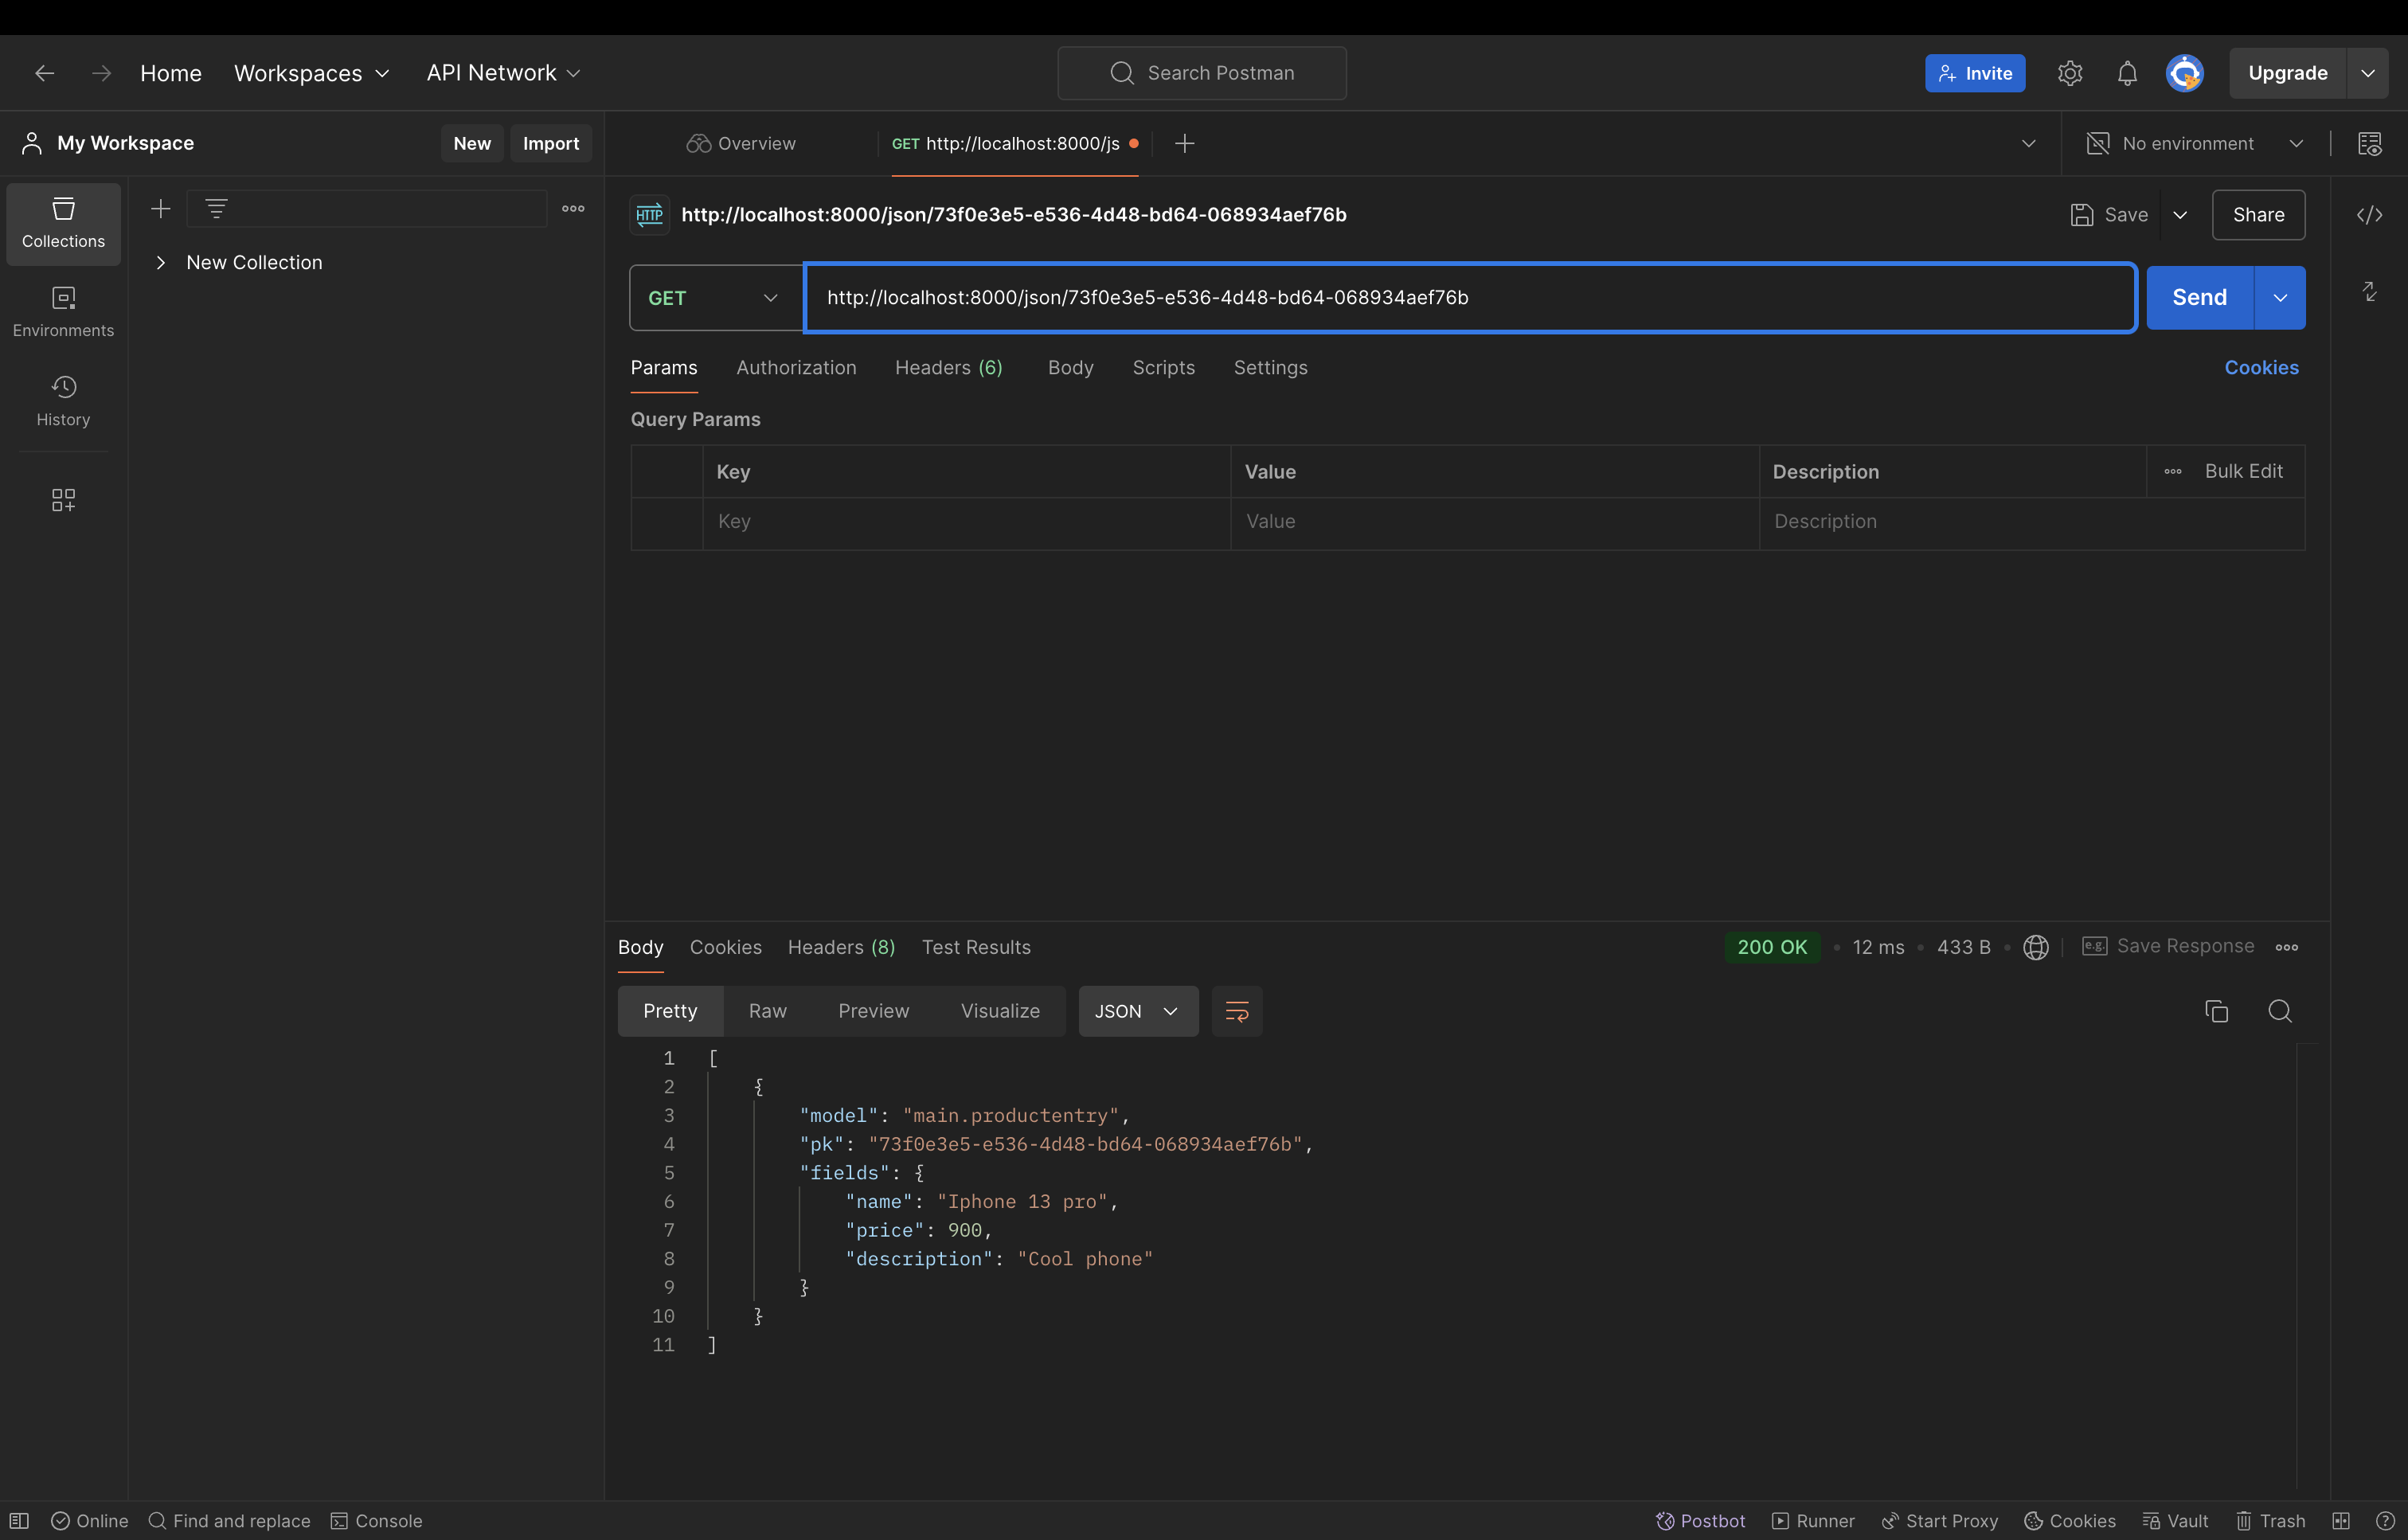 Home Workspaces API Network Search Postman Invite Upgrade
My Workspace New Import Overview GET http://localhost:8000/js No environment
Collections
Environments
History
New Collection
HTTP http://localhost:8000/json/73f0e3e5-e536-4d48-bd64-068934aef76b Save Share
GET http://localhost:8000/json/73f0e3e5-e536-4d48-bd64-068934aef76b Send
Params Authorization Headers (6) Body Scripts Settings Cookies
Query Params
Key Value Description Bulk Edit
Key Value Description
Body Cookies Headers (8) Test Results 200 OK • 12 ms • 433 B • e.g. Save Response
Pretty Raw Preview Visualize JSON
1 [
2 {
3 "model": "main.productentry",
4 "pk": "73f0e3e5-e536-4d48-bd64-068934aef76b",
5 "fields": {
6 "name": "Iphone 13 pro",
7 "price": 900,
8 "description": "Cool phone"
9 }
10 }
11 ]
Online Find and replace Console Postbot Runner Start Proxy Cookies Vault Trash